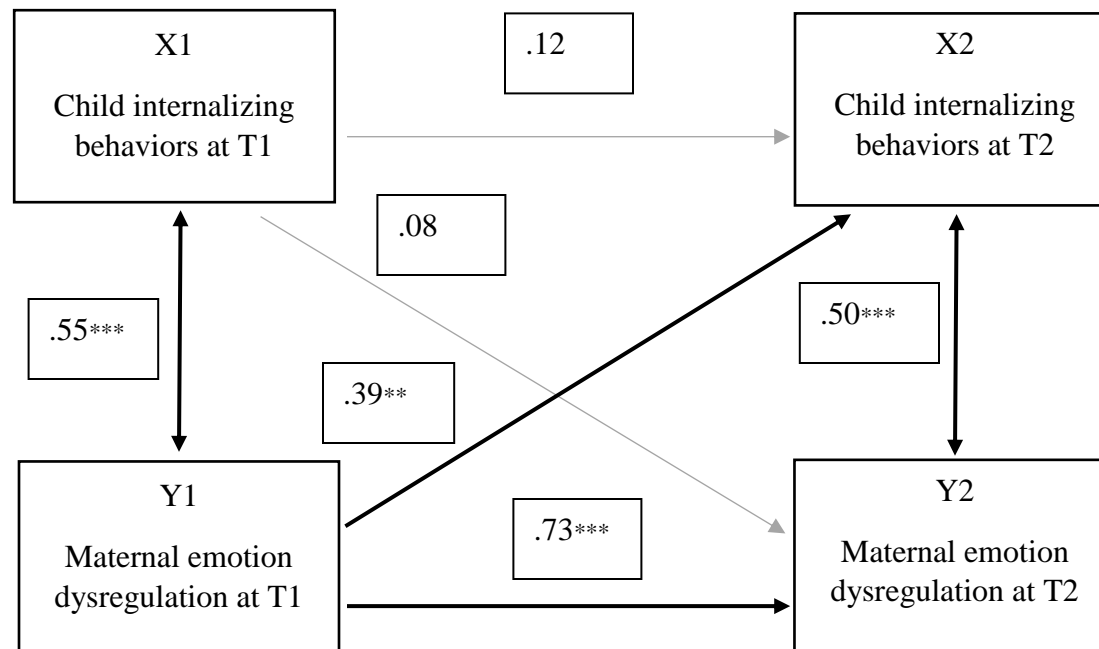 X1
Child internalizing
behaviors at T1
.12
X2
Child internalizing
behaviors at T2
.08
.55***
.50***
.39**
Y1
Maternal emotion
dysregulation at T1
.73***
Y2
Maternal emotion
dysregulation at T2